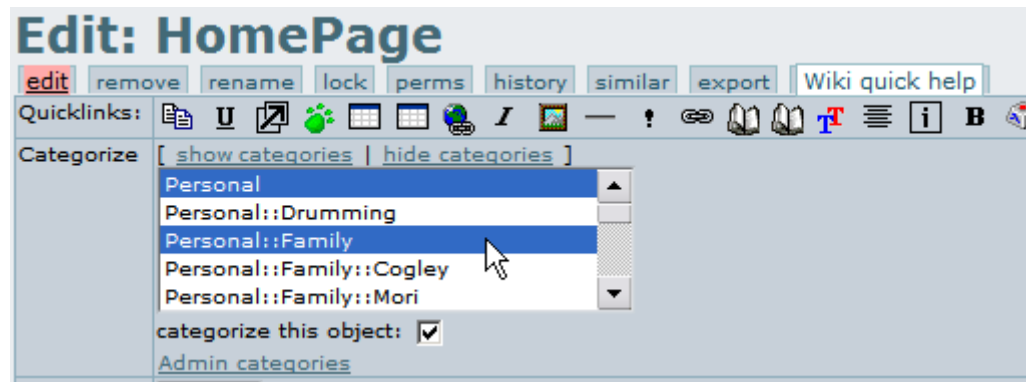 Edit: HomePage
edit remove rename lock perms history similar export Wiki quick help
Quicklinks: U I T T i B
Categorize [ show categories | hide categories ]
Personal
Personal::Drumming
Personal::Family
Personal::Family::Cogley
Personal::Family::Mori
categorize this object:
Admin categories